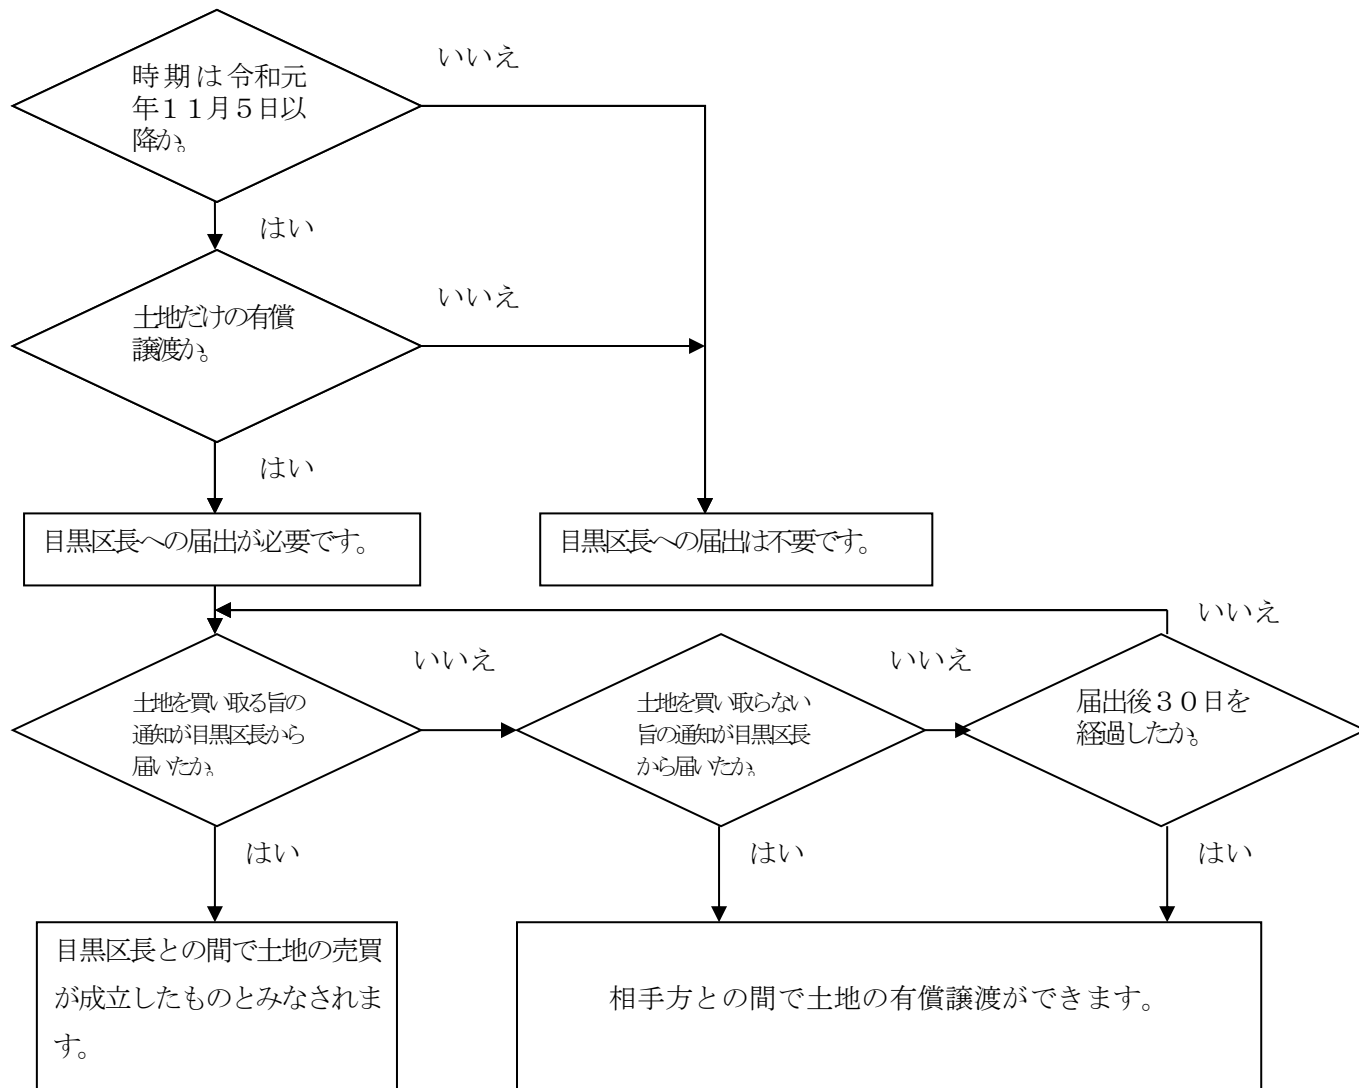 いいえ
時期は令和元
年１１月５日以
降か。
はい
いいえ
土地だけの有償
譲渡か。
はい
目黒区長への届出が必要です。
目黒区長への届出は不要です。
いいえ
いいえ
いいえ
土地を買い取る旨の
通知が目黒区長から
届いたか。
土地を買い取らない
旨の通知が目黒区長
から届いたか。
届出後３０日を
経過したか。
はい
はい
はい
目黒区長との間で土地の売買
が成立したものとみなされま
す。
相手方との間で土地の有償譲渡ができます。